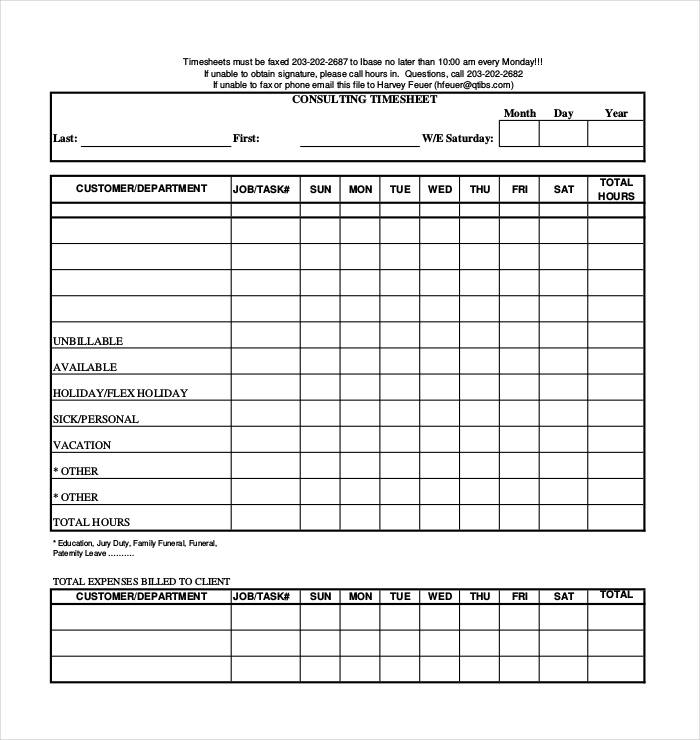 Timesheets must be faxed 203-202-2687 to Ibase no later than 10:00 am every Monday!!!
If unable to obtain signature, please call hours in. Questions, call 203-202-2682
If unable to fax or phone email this file to Harvey Feuer (hfeuer@qtibs.com)
CONSULTING TIMESHEET
Month Day Year
Last: First: W/E Saturday:
CUSTOMER/DEPARTMENT JOB/TASK# SUN MON TUE WED THU FRI SAT TOTAL HOURS
UNBILLABLE
AVAILABLE
HOLIDAY/FLEX HOLIDAY
SICK/PERSONAL
VACATION
* OTHER
* OTHER
TOTAL HOURS
* Education, Jury Duty, Family Funeral, Funeral,
Paternity Leave ..........
TOTAL EXPENSES BILLED TO CLIENT
CUSTOMER/DEPARTMENT JOB/TASK# SUN MON TUE WED THU FRI SAT TOTAL